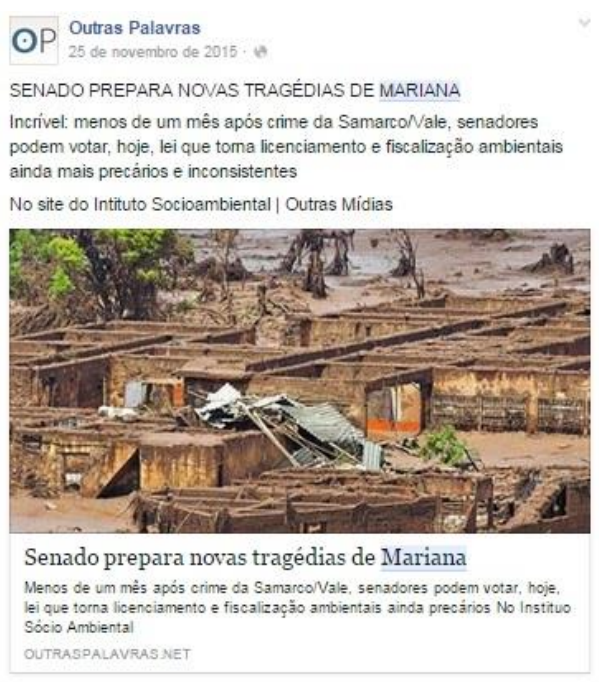 OP
Outras Palavras
25 de novembro de 2015 ·
SENADO PREPARA NOVAS TRAGÉDIAS DE MARIANA
Incrível: menos de um mês após crime da Samarco/Vale, senadores
podem votar, hoje, lei que torna licenciamento e fiscalização ambientais
ainda mais precários e inconsistentes
No site do Intituto Socioambiental | Outras Mídias
Senado prepara novas tragédias de Mariana
Menos de um mês após crime da Samarco/Vale, senadores podem votar, hoje,
lei que torna licenciamento e fiscalização ambientais ainda precários No Instituo
Sócio Ambiental
OUTRASPALAVRAS.NET